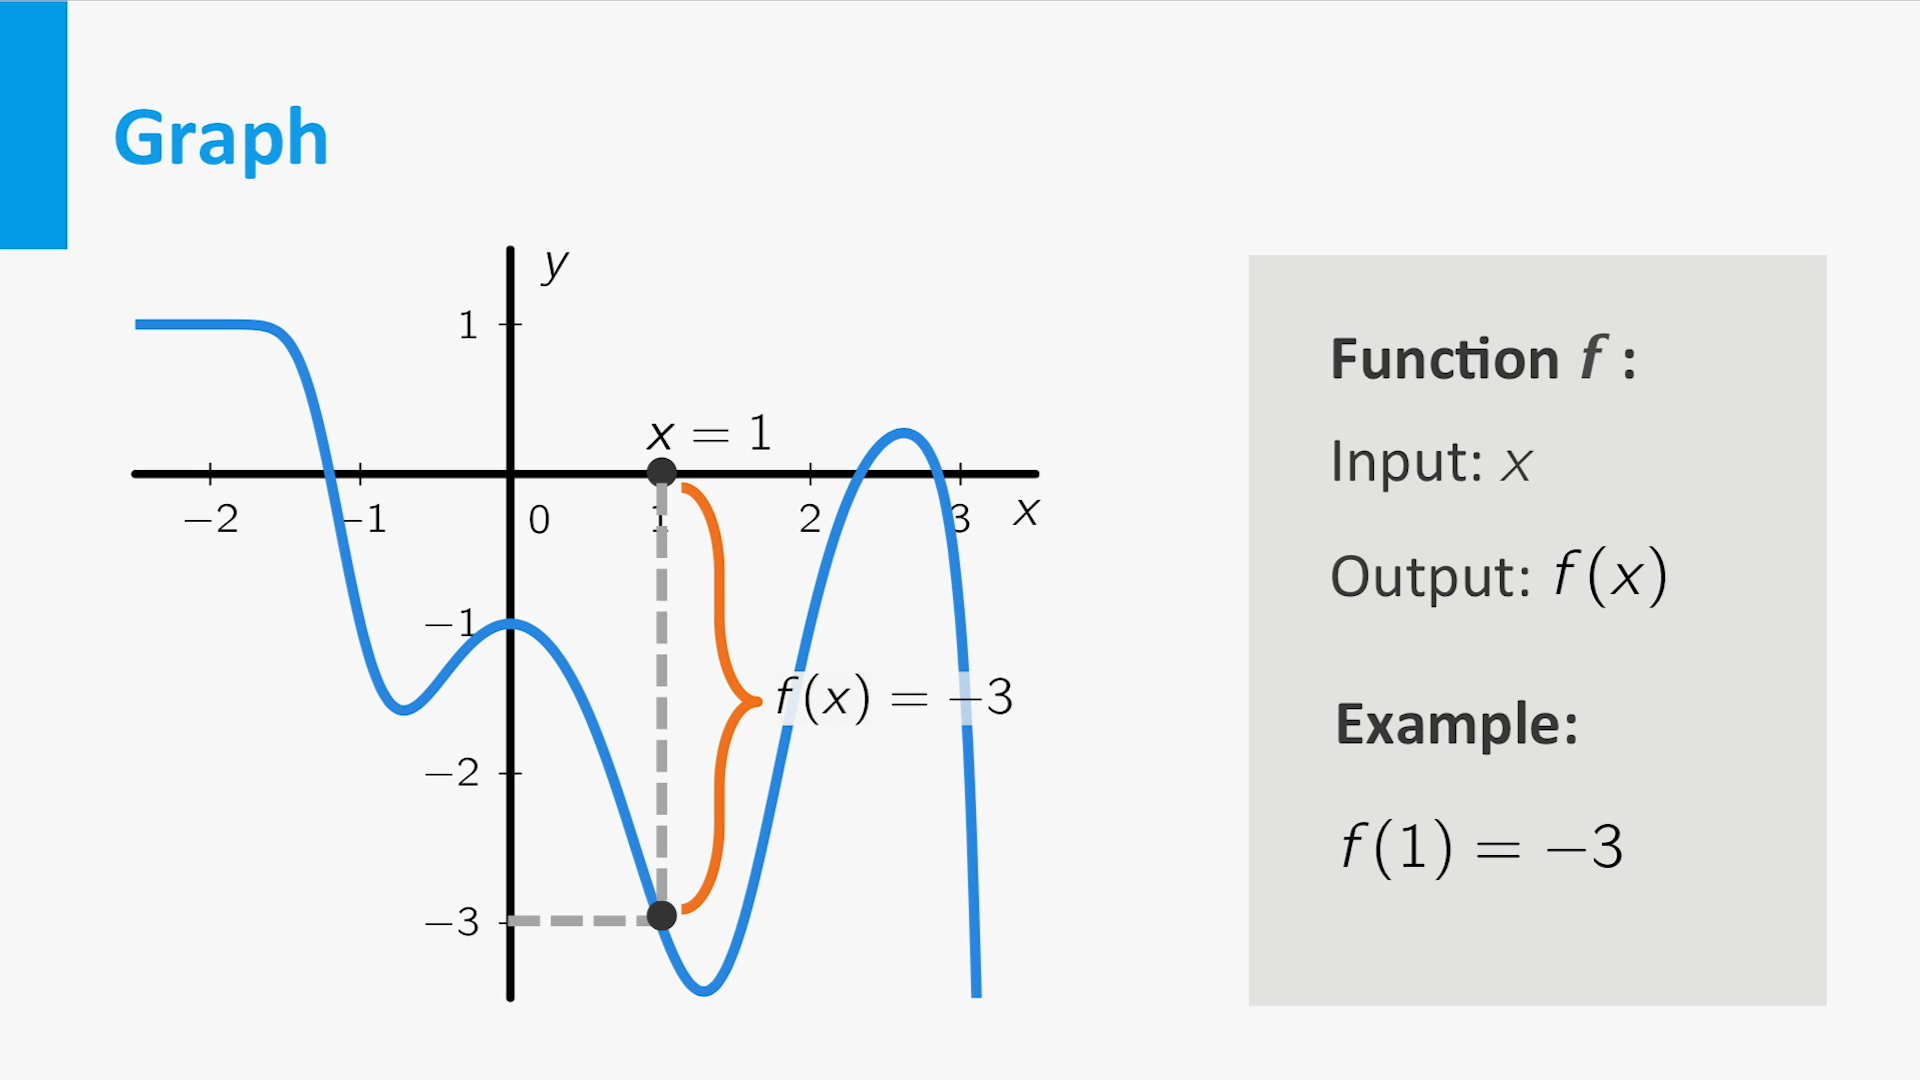 Graph
y
1
x = 1
−2
−1
0
1
2
3
x
−1
f(x) = −3
−2
−3
Function f :
Input: x
Output: f(x)
Example:
f(1) = −3